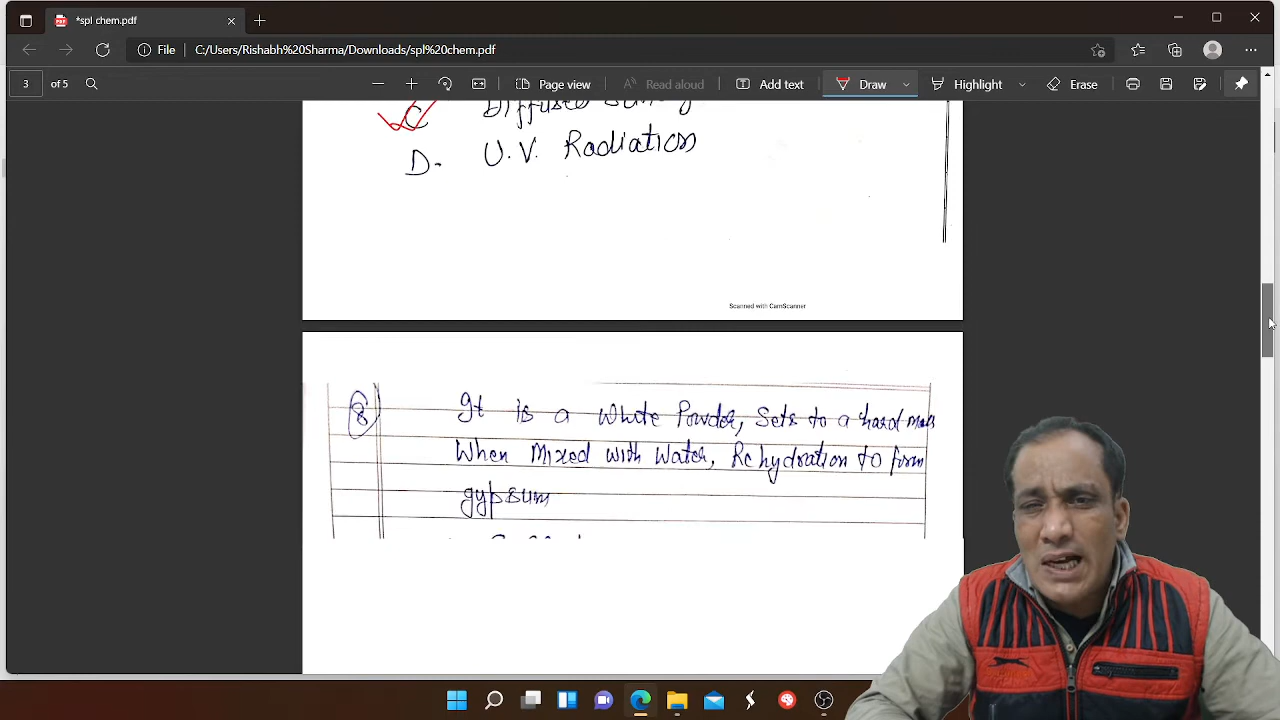 *spl chem.pdf
File C:/Users/Rishabh%20Sharma/Downloads/spl%20chem.pdf
3 of 5 Page view Read aloud Add text Draw Highlight Erase
C Diffused
D. U.V. Radiation
Scanned with CamScanner
8 It is a White Powder, Sets to a hard mass
When Mixed with Water, Rehydration to form
gypsum